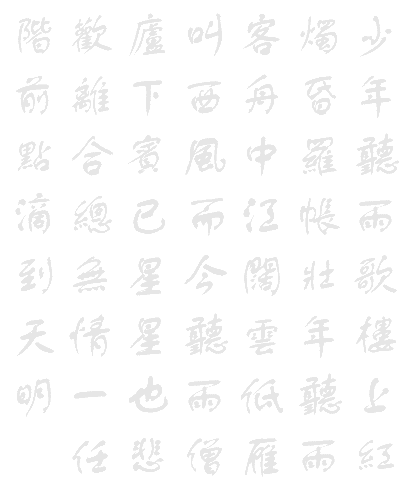 少年聽雨歌樓上紅
燭昏羅帳壯年聽雨
客舟中江闊雲低雁
叫西風而今聽雨僧
廬下賓已星星也悲
歡離合總無情一任
階前點滴到天明